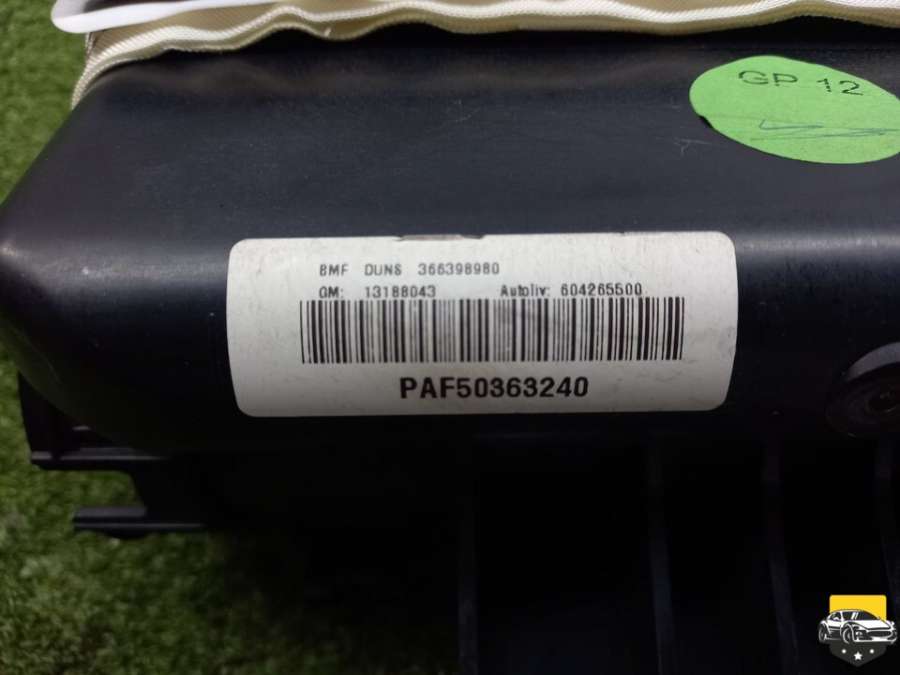 GP 12
BMF DUNS 366398980
GM: 13188043 Autoliv: 604265500
PAF50363240